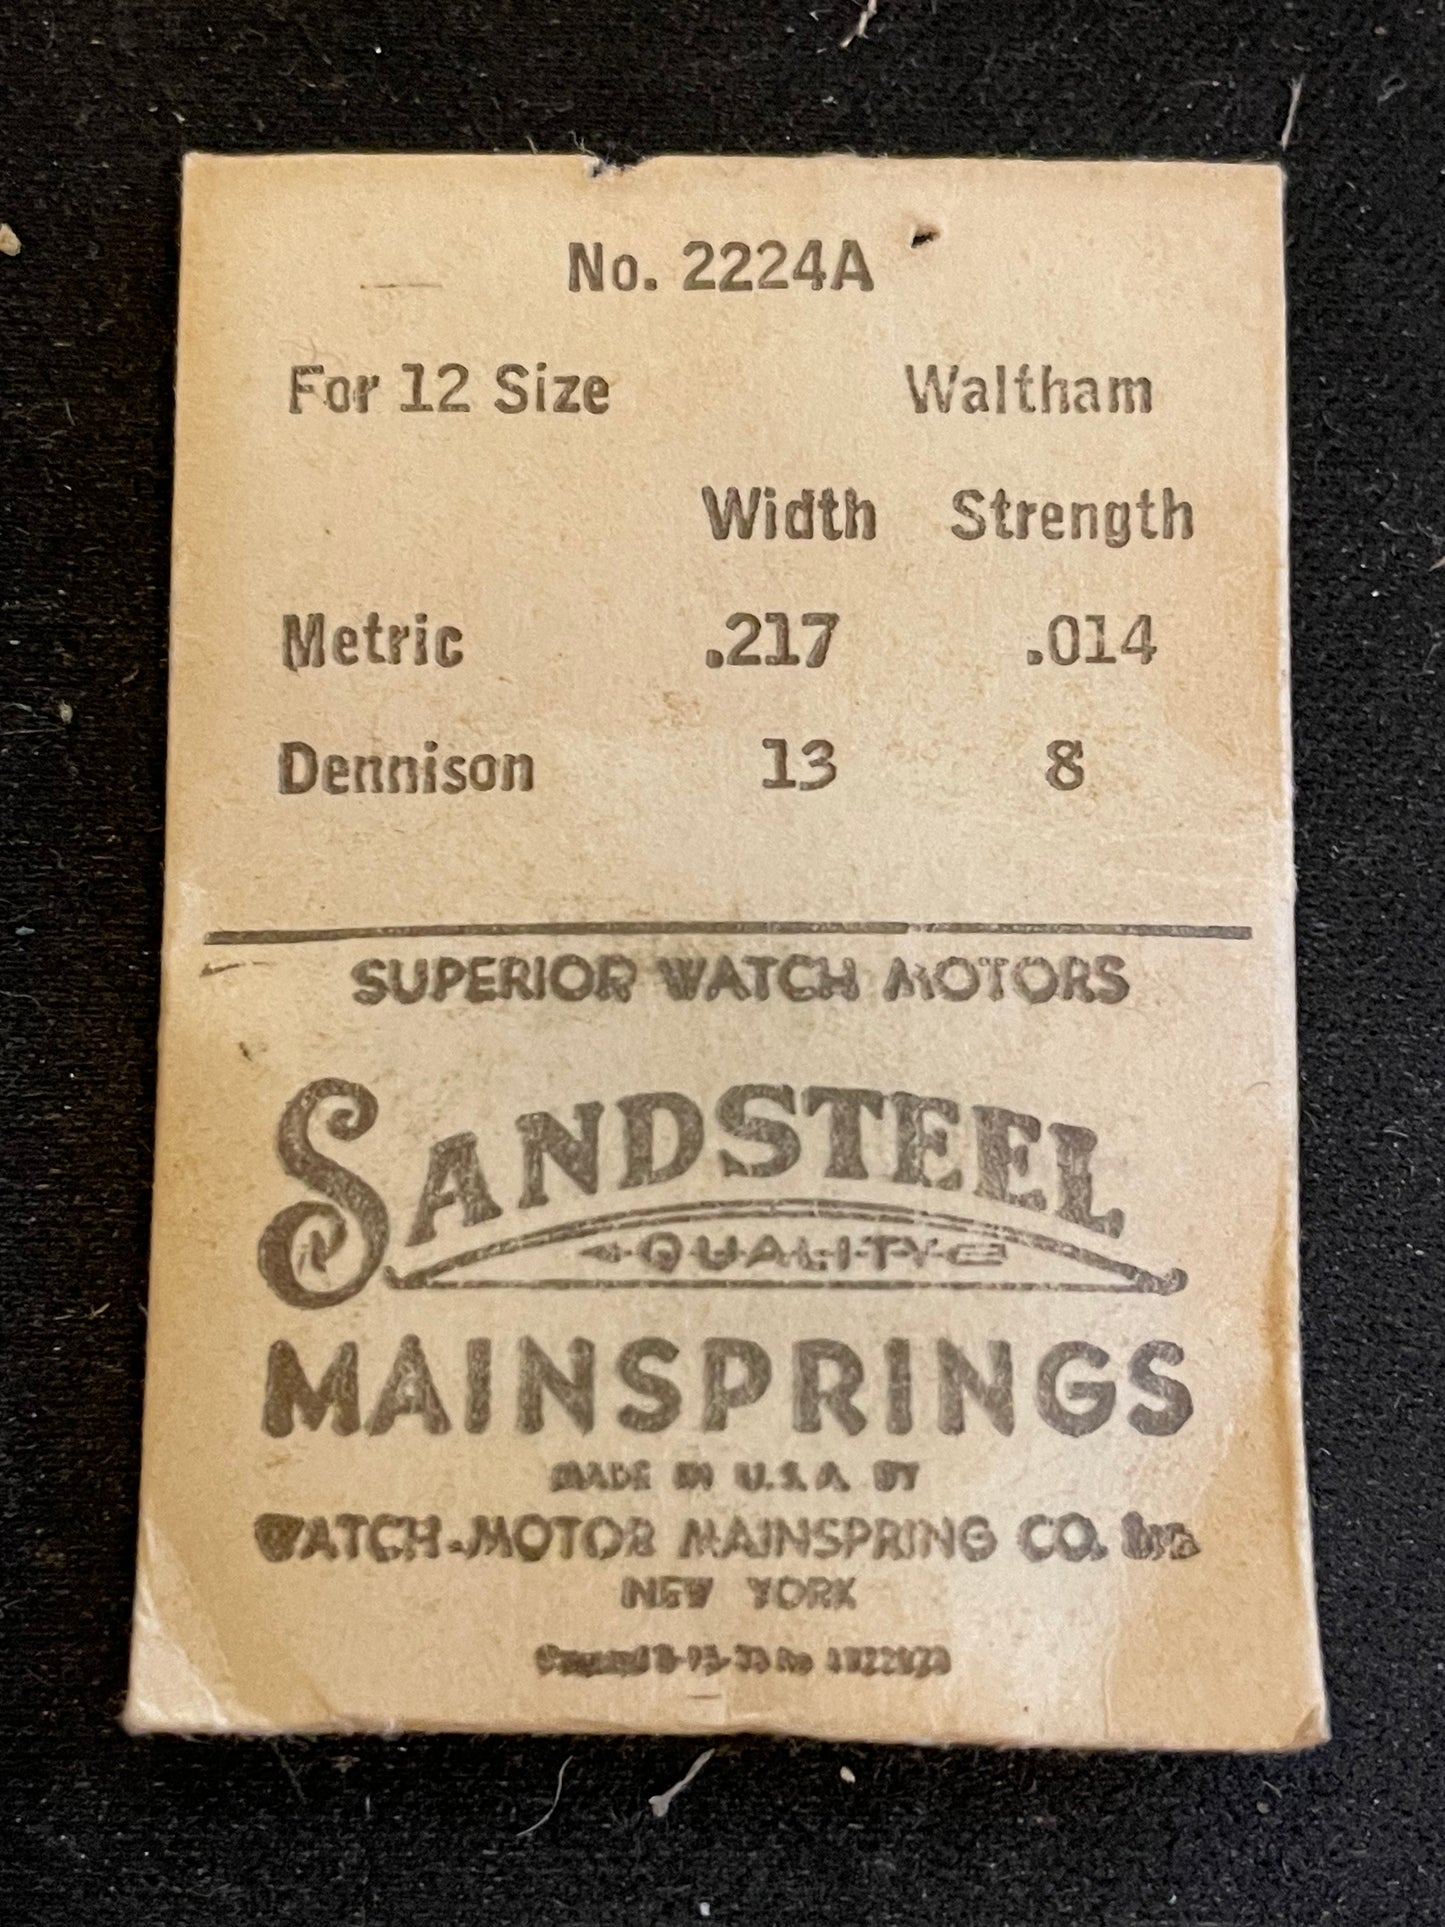 No. 2224A
For 12 Size Waltham
Width Strength
Metric .217 .014
Dennison 13 8
SUPERIOR WATCH MOTORS
SANDSTEEL
QUALITY
MAINSPRINGS
MADE IN U.S.A. BY
WATCH-MOTOR MAINSPRING CO.
NEW YORK